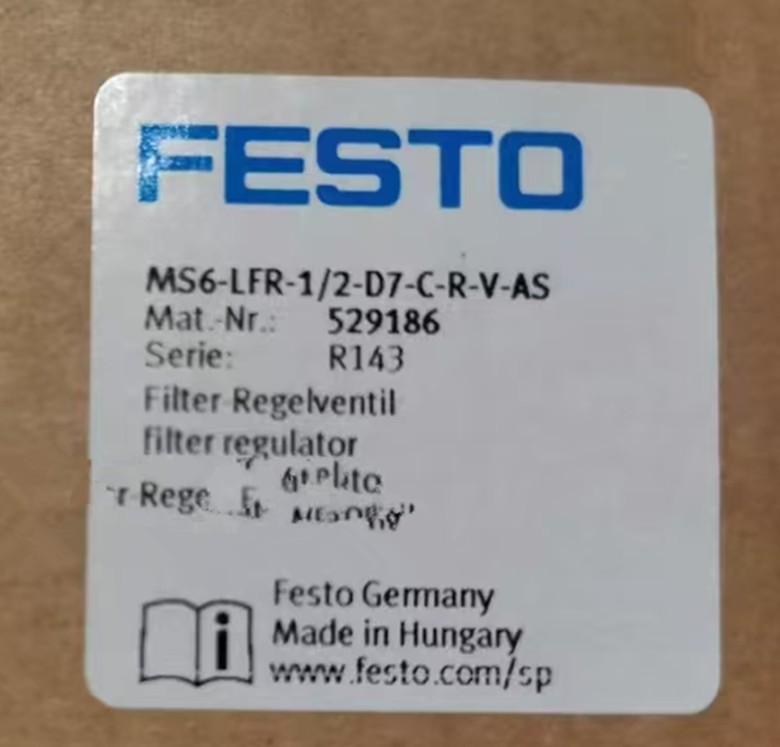 FESTO
MS6-LFR-1/2-D7-C-R-V-AS
Mat.-Nr.: 529186
Serie: R143
Filter-Regelventil
filter regulator
Festo Germany
Made in Hungary
www.festo.com/sp